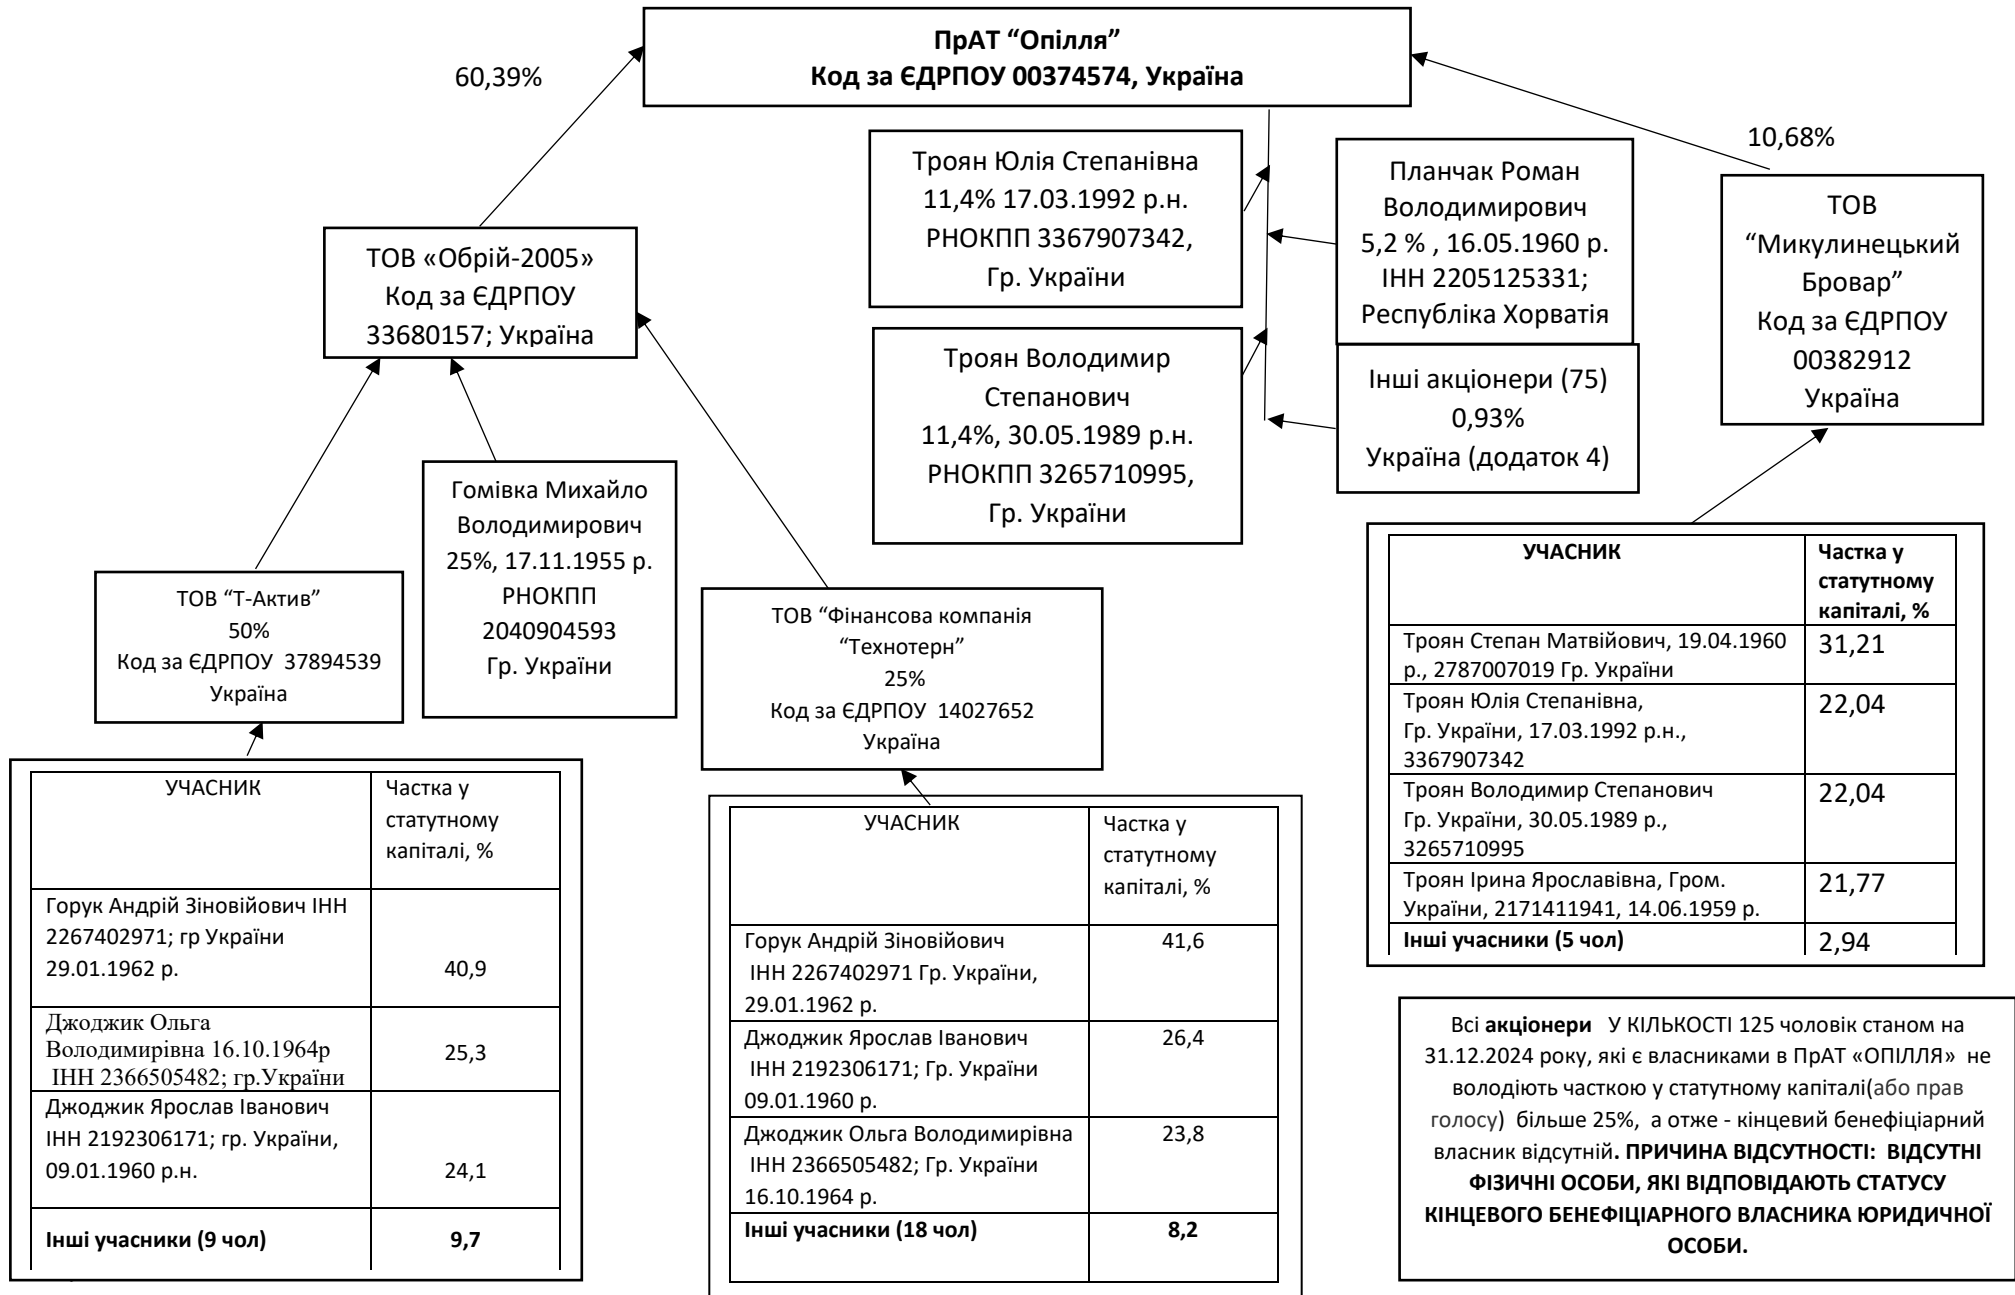 ПрАТ “Опілля”
Код за ЄДРПОУ 00374574, Україна
60,39%
10,68%
Троян Юлія Степанівна
11,4% 17.03.1992 р.н.
РНОКПП 3367907342,
Гр. України
Планчак Роман
Володимирович
5,2 % , 16.05.1960 р.
ІНН 2205125331;
Республіка Хорватія
ТОВ
“Микулинецький
Бровар”
Код за ЄДРПОУ
00382912
Україна
ТОВ «Обрій-2005»
Код за ЄДРПОУ
33680157; Україна
Троян Володимир
Степанович
11,4%, 30.05.1989 р.н.
РНОКПП 3265710995,
Гр. України
Інші акціонери (75)
0,93%
Україна (додаток 4)
Гомівка Михайло
Володимирович
25%, 17.11.1955 р.
РНОКПП
2040904593
Гр. України
ТОВ “Т-Актив”
50%
Код за ЄДРПОУ 37894539
Україна
ТОВ “Фінансова компанія
“Технотерн”
25%
Код за ЄДРПОУ 14027652
Україна
УЧАСНИК
Частка у
статутному
капіталі, %
Троян Степан Матвійович, 19.04.1960
р., 2787007019 Гр. України
31,21
Троян Юлія Степанівна,
Гр. України, 17.03.1992 р.н.,
3367907342
22,04
Троян Володимир Степанович
Гр. України, 30.05.1989 р.,
3265710995
22,04
Троян Ірина Ярославівна, Гром.
України, 2171411941, 14.06.1959 р.
21,77
Інші учасники (5 чол)
2,94
УЧАСНИК
Частка у
статутному
капіталі, %
Горук Андрій Зіновійович ІНН
2267402971; гр України
29.01.1962 р.
40,9
Джоджик Ольга
Володимирівна 16.10.1964р
ІНН 2366505482; гр.України
25,3
Джоджик Ярослав Іванович
ІНН 2192306171; гр. України,
09.01.1960 р.н.
24,1
Інші учасники (9 чол)
9,7
УЧАСНИК
Частка у
статутному
капіталі, %
Горук Андрій Зіновійович
ІНН 2267402971 Гр. України,
29.01.1962 р.
41,6
Джоджик Ярослав Іванович
ІНН 2192306171; Гр. України
09.01.1960 р.
26,4
Джоджик Ольга Володимирівна
ІНН 2366505482; Гр. України
16.10.1964 р.
23,8
Інші учасники (18 чол)
8,2
Всі акціонери У КІЛЬКОСТІ 125 чоловік станом на
31.12.2024 року, які є власниками в ПрАТ «ОПІЛЛЯ» не
володіють часткою у статутному капіталі(або прав
голосу) більше 25%, а отже - кінцевий бенефіціарний
власник відсутній. ПРИЧИНА ВІДСУТНОСТІ: ВІДСУТНІ
ФІЗИЧНІ ОСОБИ, ЯКІ ВІДПОВІДАЮТЬ СТАТУСУ
КІНЦЕВОГО БЕНЕФІЦІАРНОГО ВЛАСНИКА ЮРИДИЧНОЇ
ОСОБИ.